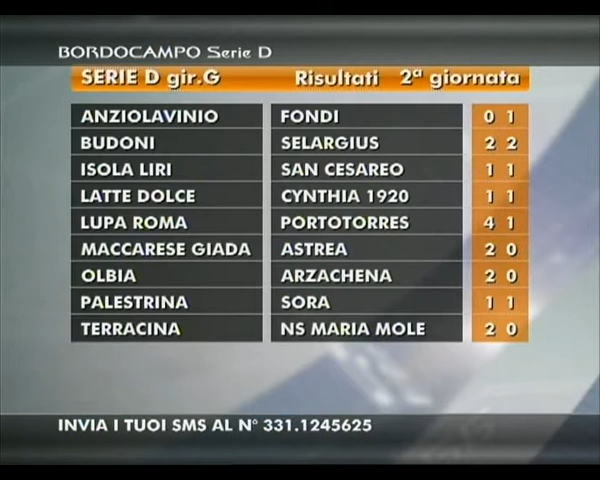 BORDOCAMPO Serie D
SERIE D gir.G Risultati 2ª giornata
ANZIOLAVINIO FONDI 0 1
BUDONI SELARGIUS 2 2
ISOLA LIRI SAN CESAREO 1 1
LATTE DOLCE CYNTHIA 1920 1 1
LUPA ROMA PORTOTORRES 4 1
MACCARESE GIADA ASTREA 2 0
OLBIA ARZACHENA 2 0
PALESTRINA SORA 1 1
TERRACINA NS MARIA MOLE 2 0
INVIA I TUOI SMS AL N° 331.1245625